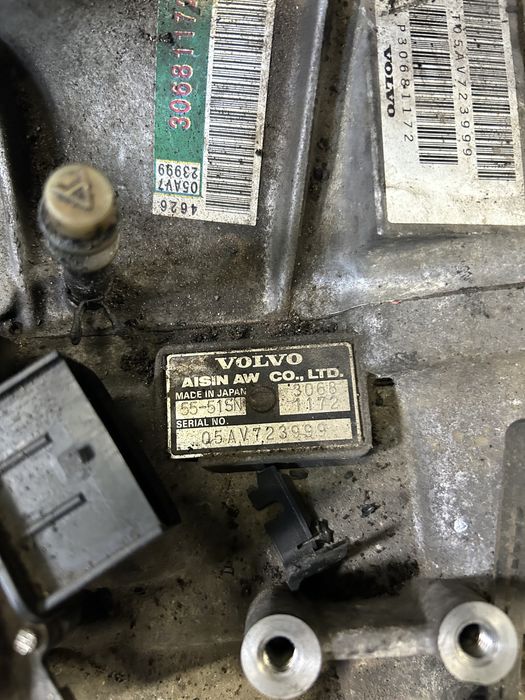 30681172
05AV7
23999
4626
T05AV723999
P30681172
VOLVO
VOLVO
AISIN AW CO., LTD.
MADE IN JAPAN
55-51SN
3068
1172
SERIAL NO.
05AV723999